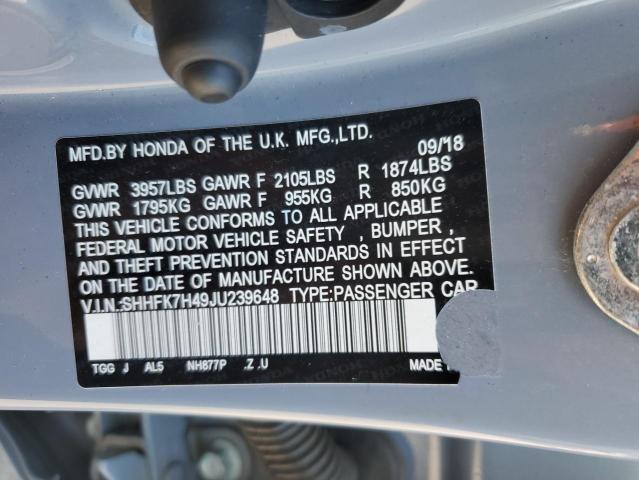 MFD.BY HONDA OF THE U.K. MFG.,LTD. 09/18
GVWR 3957LBS GAWR F 2105LBS R 1874LBS
GVWR 1795KG GAWR F 955KG R 850KG
THIS VEHICLE CONFORMS TO ALL APPLICABLE
FEDERAL MOTOR VEHICLE SAFETY , BUMPER ,
AND THEFT PREVENTION STANDARDS IN EFFECT
ON THE DATE OF MANUFACTURE SHOWN ABOVE.
V.I.N:SHHFK7H49JU239648 TYPE:PASSENGER CAR
TGG J AL5 NH877P .Z .U MADE